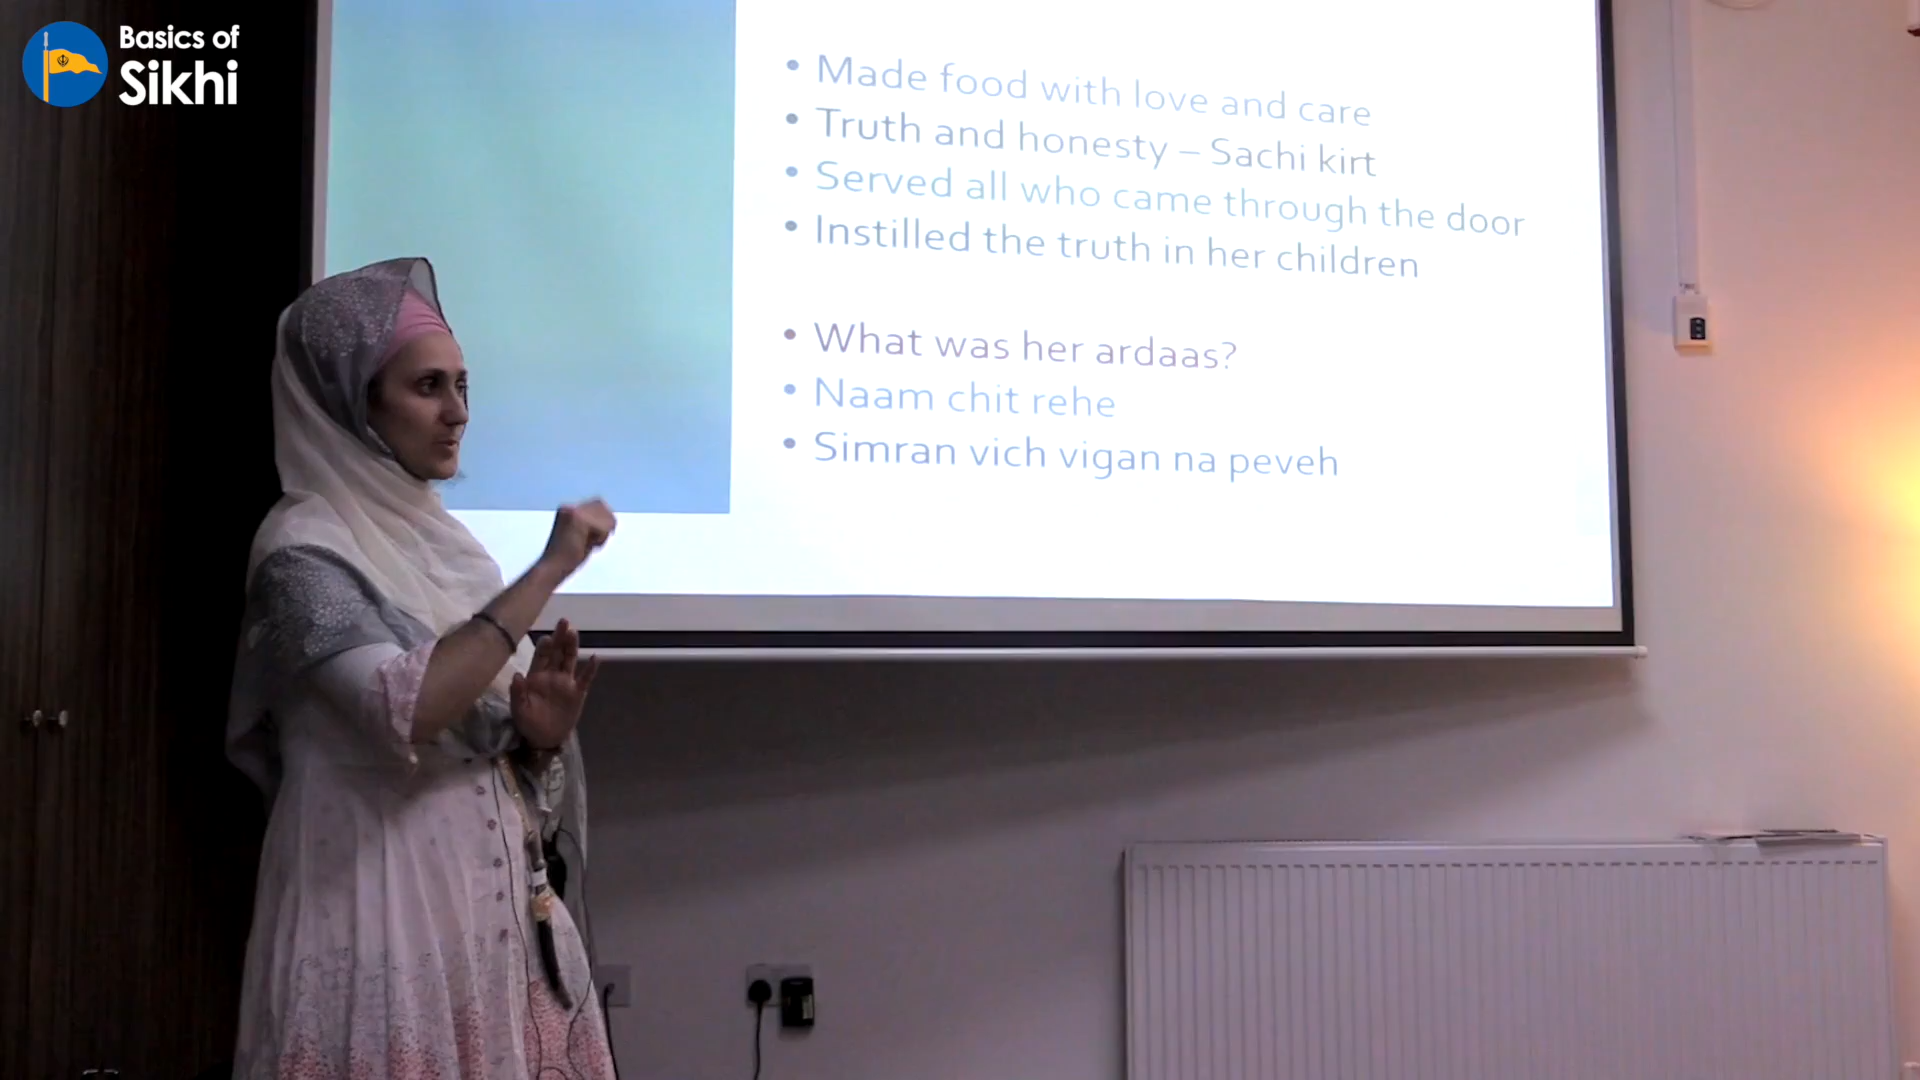 Basics of
Sikhi
• Made food with love and care
• Truth and honesty – Sachi kirt
• Served all who came through the door
• Instilled the truth in her children
• What was her ardaas?
• Naam chit rehe
• Simran vich vigan na peveh